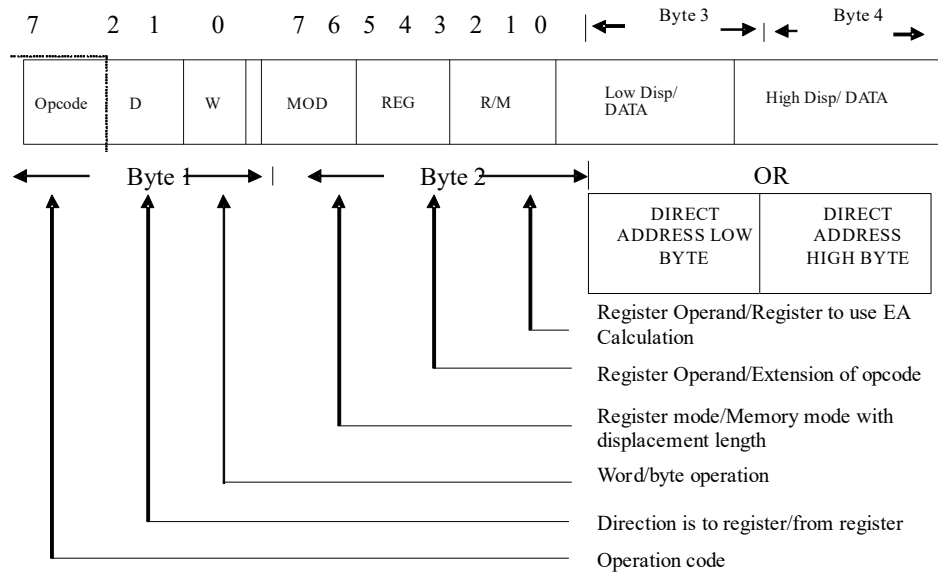 7 2 1 0 7 6 5 4 3 2 1 0 Byte 3 Byte 4
Opcode D W MOD REG R/M Low Disp/ High Disp/ DATA
DATA
Byte 1 Byte 2 OR
DIRECT DIRECT
ADDRESS LOW ADDRESS
BYTE HIGH BYTE
Register Operand/Register to use EA
Calculation
Register Operand/Extension of opcode
Register mode/Memory mode with
displacement length
Word/byte operation
Direction is to register/from register
Operation code